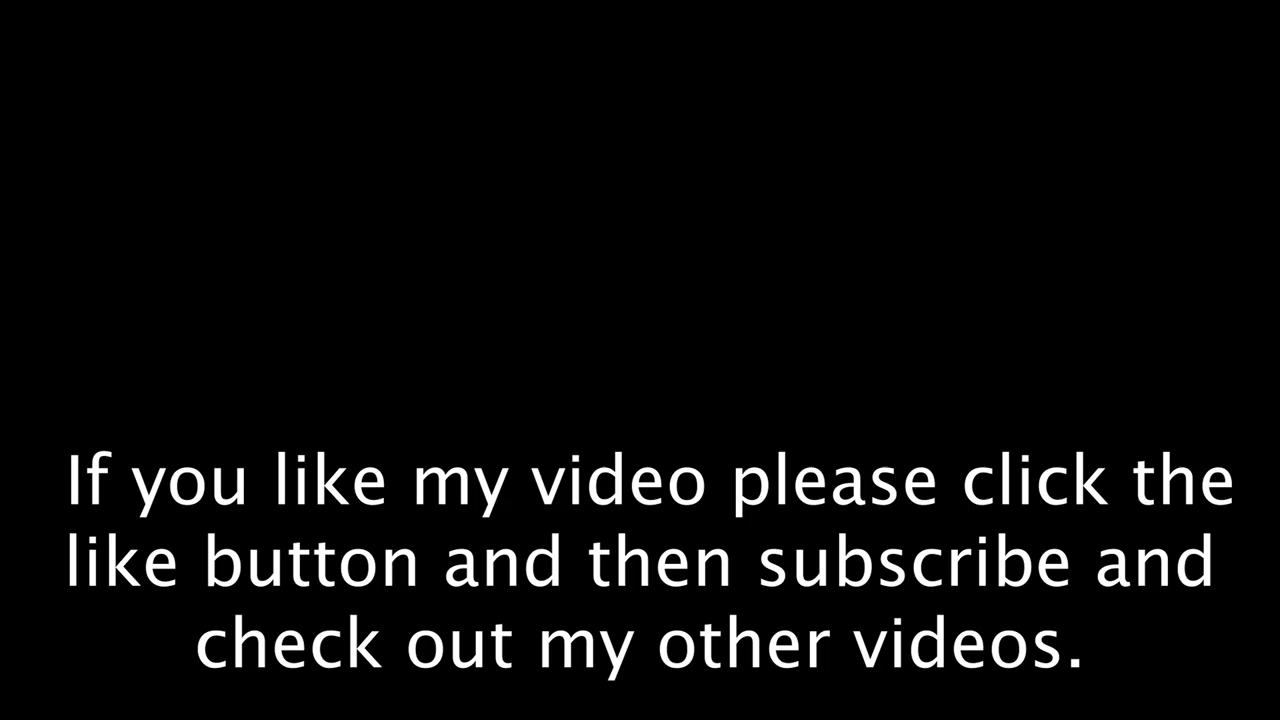 If you like my video please click the
like button and then subscribe and
check out my other videos.